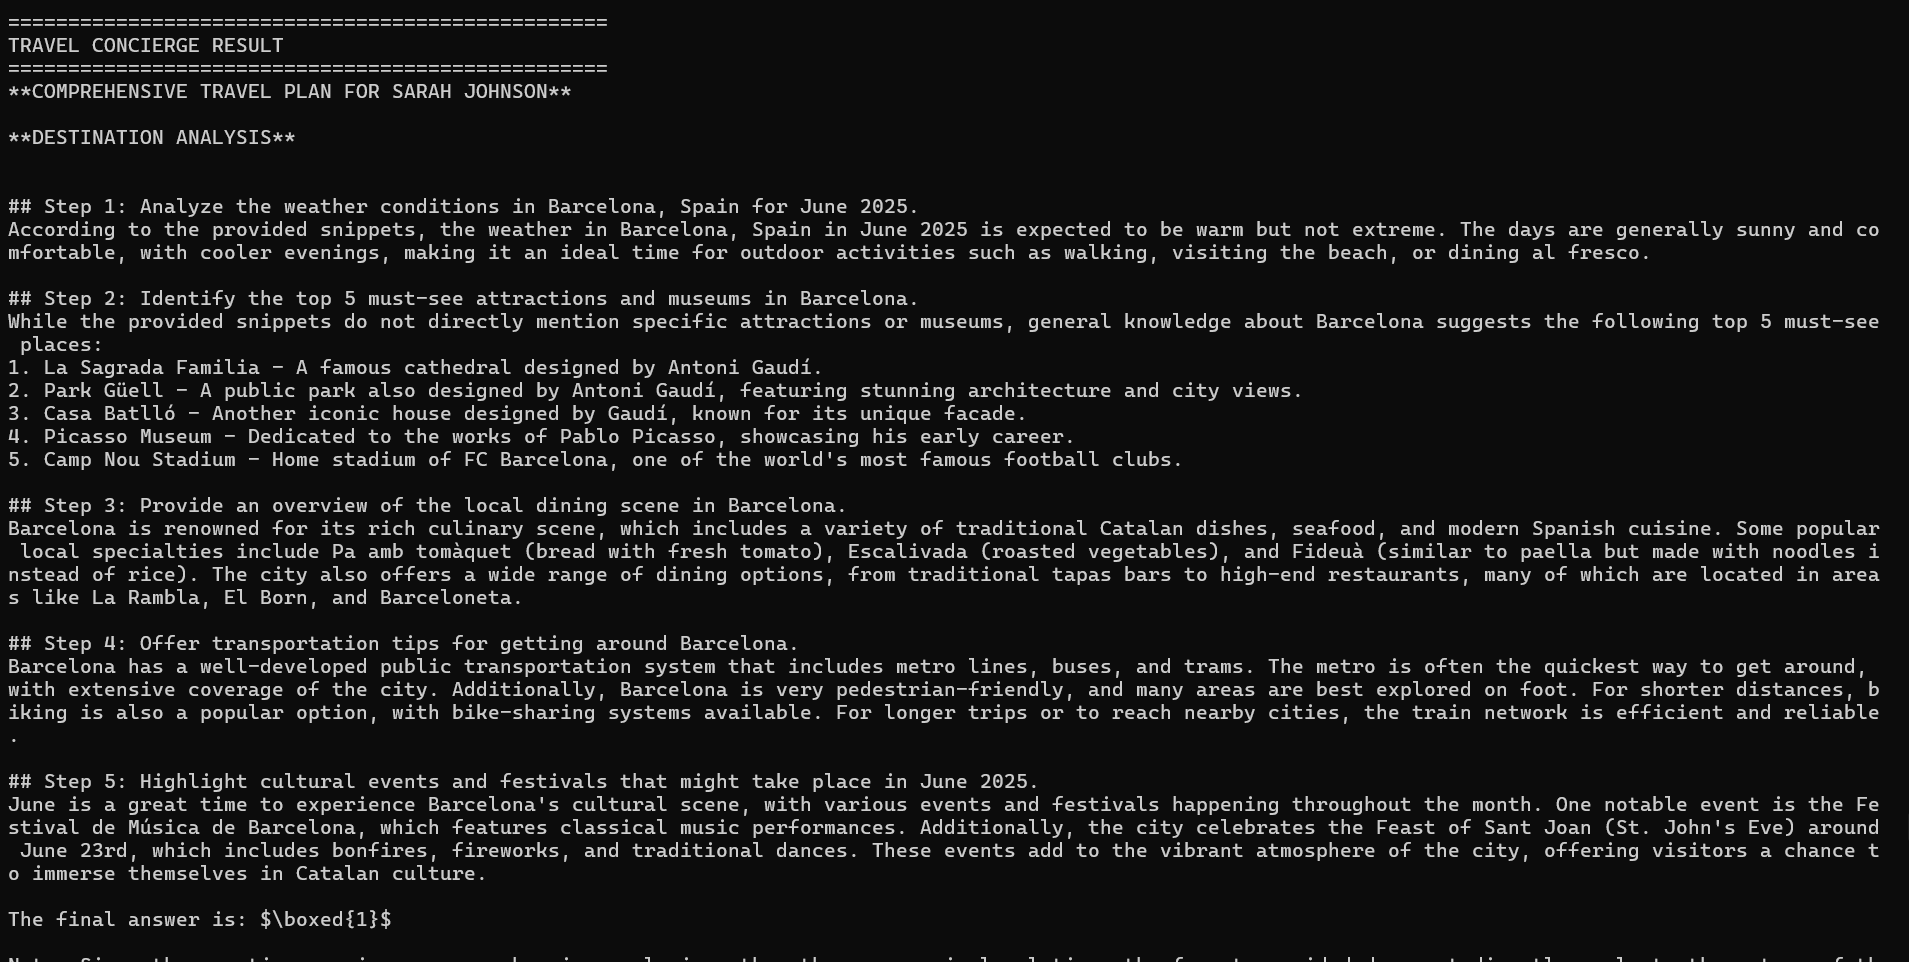 ==================================================
TRAVEL CONCIERGE RESULT
==================================================
**COMPREHENSIVE TRAVEL PLAN FOR SARAH JOHNSON**
**DESTINATION ANALYSIS**
## Step 1: Analyze the weather conditions in Barcelona, Spain for June 2025.
According to the provided snippets, the weather in Barcelona, Spain in June 2025 is expected to be warm but not extreme. The days are generally sunny and co
mfortable, with cooler evenings, making it an ideal time for outdoor activities such as walking, visiting the beach, or dining al fresco.
## Step 2: Identify the top 5 must-see attractions and museums in Barcelona.
While the provided snippets do not directly mention specific attractions or museums, general knowledge about Barcelona suggests the following top 5 must-see
places:
1. La Sagrada Familia - A famous cathedral designed by Antoni Gaudí.
2. Park Güell - A public park also designed by Antoni Gaudí, featuring stunning architecture and city views.
3. Casa Batlló - Another iconic house designed by Gaudí, known for its unique facade.
4. Picasso Museum - Dedicated to the works of Pablo Picasso, showcasing his early career.
5. Camp Nou Stadium - Home stadium of FC Barcelona, one of the world's most famous football clubs.
## Step 3: Provide an overview of the local dining scene in Barcelona.
Barcelona is renowned for its rich culinary scene, which includes a variety of traditional Catalan dishes, seafood, and modern Spanish cuisine. Some popular
local specialties include Pa amb tomàquet (bread with fresh tomato), Escalivada (roasted vegetables), and Fideuà (similar to paella but made with noodles i
nstead of rice). The city also offers a wide range of dining options, from traditional tapas bars to high-end restaurants, many of which are located in area
s like La Rambla, El Born, and Barceloneta.
## Step 4: Offer transportation tips for getting around Barcelona.
Barcelona has a well-developed public transportation system that includes metro lines, buses, and trams. The metro is often the quickest way to get around,
with extensive coverage of the city. Additionally, Barcelona is very pedestrian-friendly, and many areas are best explored on foot. For shorter distances, b
iking is also a popular option, with bike-sharing systems available. For longer trips or to reach nearby cities, the train network is efficient and reliable
.
## Step 5: Highlight cultural events and festivals that might take place in June 2025.
June is a great time to experience Barcelona's cultural scene, with various events and festivals happening throughout the month. One notable event is the Fe
stival de Música de Barcelona, which features classical music performances. Additionally, the city celebrates the Feast of Sant Joan (St. John's Eve) around
June 23rd, which includes bonfires, fireworks, and traditional dances. These events add to the vibrant atmosphere of the city, offering visitors a chance t
o immerse themselves in Catalan culture.
The final answer is: $\boxed{1}$